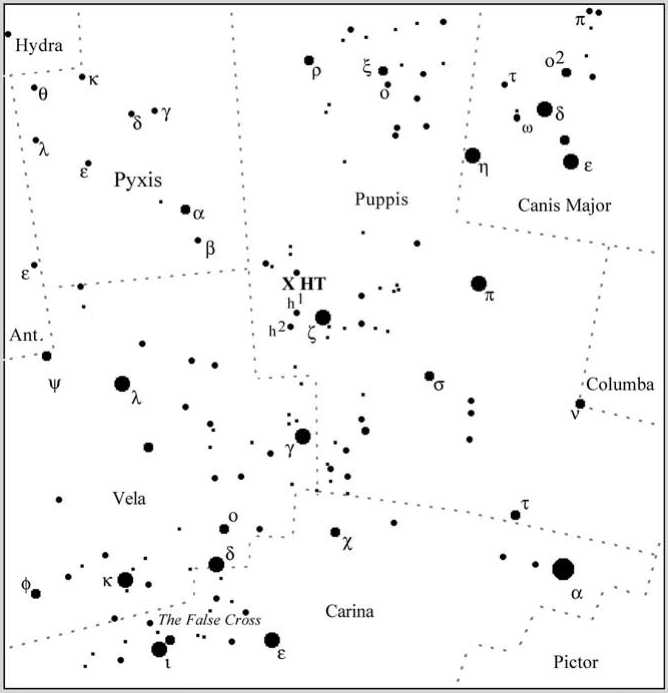 π
Hydra
ρ
ξ
ο2
κ
τ
θ
ο
δ
γ
δ
ω
λ
ε
η
ε
Pyxis
Puppis
Canis Major
α
β
ε
X HT
π
h1
h2
ζ
Ant.
ψ
λ
σ
Columba
ν
γ
Vela
τ
ο
χ
δ
κ
α
φ
Carina
The False Cross
ι
ε
Pictor